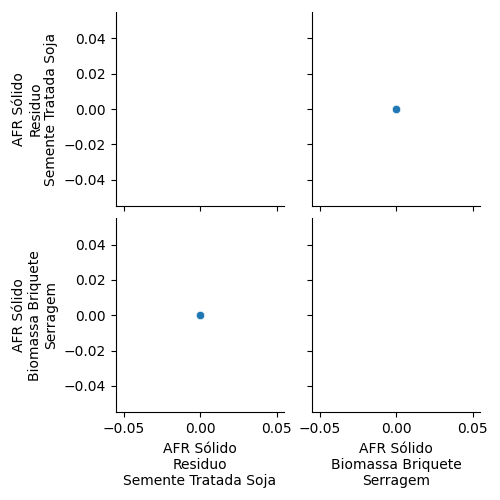 AFR Sólido
Residuo
Semente Tratada Soja
0.04
0.02
0.00
−0.02
−0.04
AFR Sólido
Biomassa Briquete
Serragem
0.04
0.02
0.00
−0.02
−0.04
−0.05 0.00 0.05
AFR Sólido
Residuo
Semente Tratada Soja
−0.05 0.00 0.05
AFR Sólido
Biomassa Briquete
Serragem